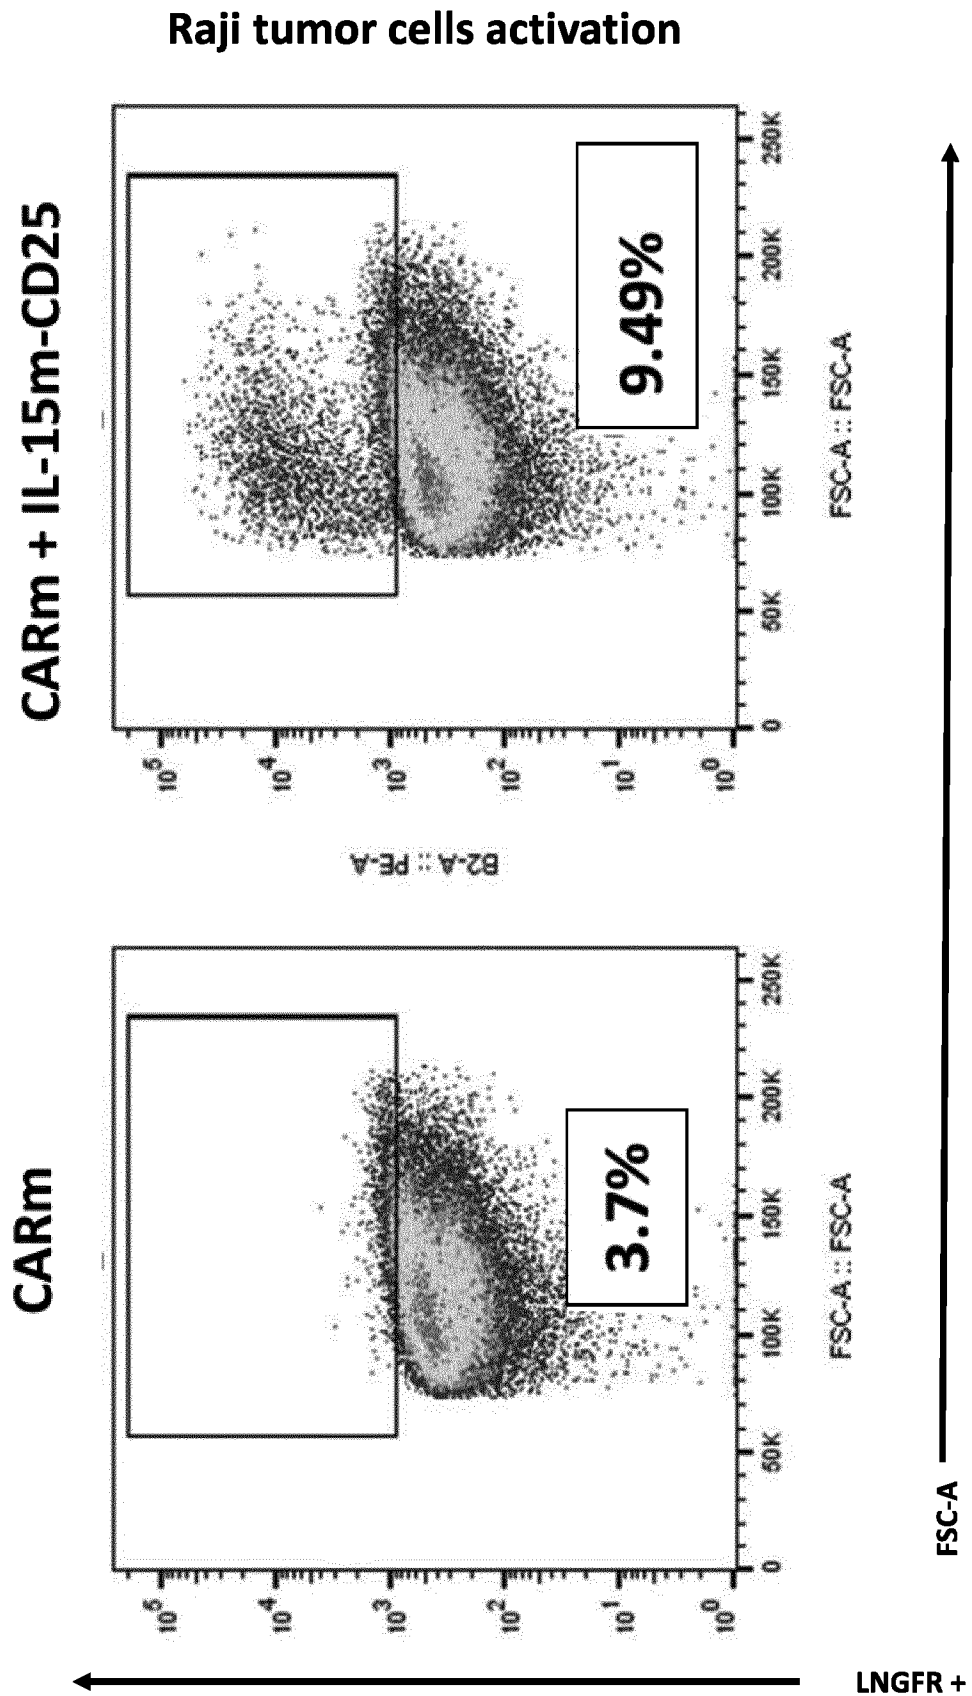 Raji tumor cells activation
CARm
CARm + IL-15m-CD25
10^5
10^4
10^3
10^2
10^1
10^0
3.7%
0
50K
100K
150K
200K
250K
FSC-A :: FSC-A
B2-A :: PE-A
10^5
10^4
10^3
10^2
10^1
10^0
9.49%
0
50K
100K
150K
200K
250K
FSC-A :: FSC-A
LNGFR +
FSC-A